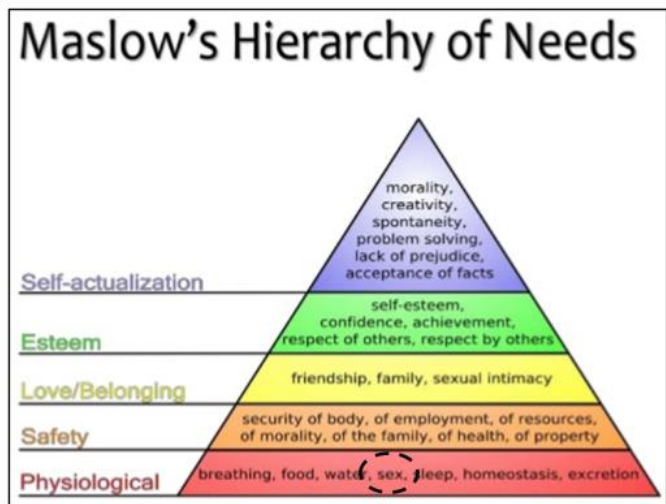 Maslow's Hierarchy of Needs
morality,
creativity,
spontaneity,
problem solving,
lack of prejudice,
acceptance of facts
Self-actualization
self-esteem,
confidence, achievement,
respect of others, respect by others
Esteem
friendship, family, sexual intimacy
Love/Belonging
security of body, of employment, of resources,
of morality, of the family, of health, of property
Safety
breathing, food, water, sex, sleep, homeostasis, excretion
Physiological